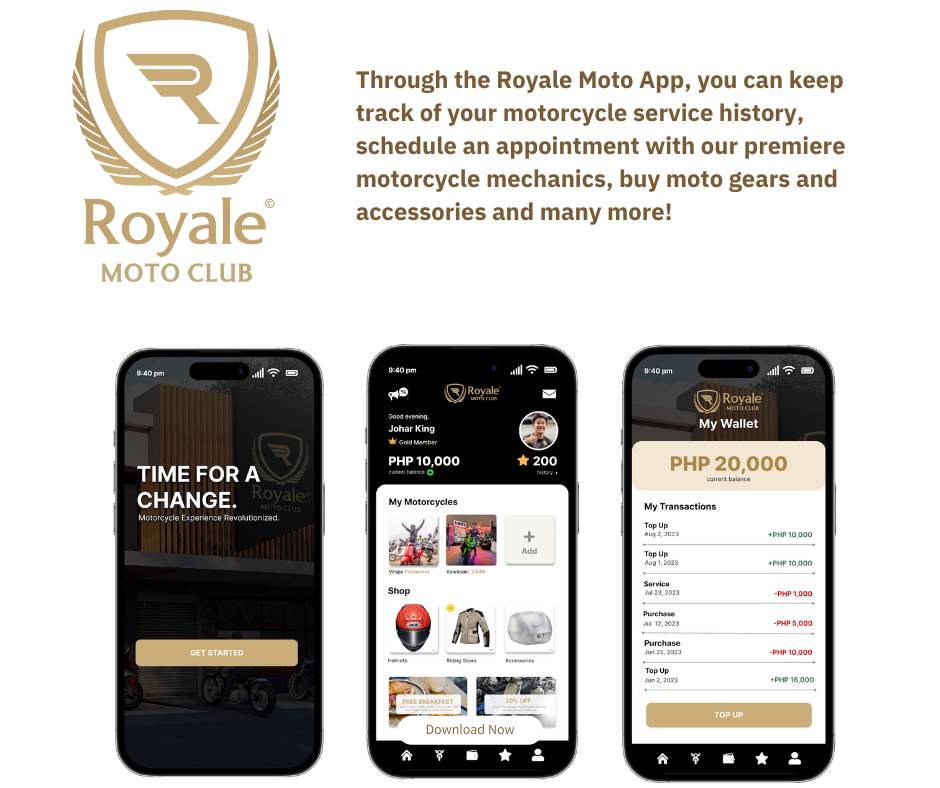 Royale©
MOTO CLUB
Through the Royale Moto App, you can keep
track of your motorcycle service history,
schedule an appointment with our premiere
motorcycle mechanics, buy moto gears and
accessories and many more!
9:40 pm
TIME FOR A
CHANGE.
Royale
MOTO CLUB
Motorcycle Experience Revolutionized.
GET STARTED
9:40 pm
Royale
MOTO CLUB
Good evening,
Johar King
Gold Member
PHP 10,000
current balance
200
history
My Motorcycles
Add
Vespa Primavera
Kawasaki ZX4R
Shop
SHOEI
Helmets
Riding Gears
Accessories
FREE BREAKFAST
20% OFF
Download Now
9:40 pm
Royale
MOTO CLUB
My Wallet
PHP 20,000
current balance
My Transactions
Top Up
Aug 2, 2023
+PHP 10,000
Top Up
Aug 1, 2023
+PHP 10,000
Service
Jul 23, 2023
-PHP 1,000
Purchase
Jul 12, 2023
-PHP 5,000
Purchase
Jun 25, 2023
-PHP 10,000
Top Up
Jun 2, 2023
+PHP 16,000
TOP UP